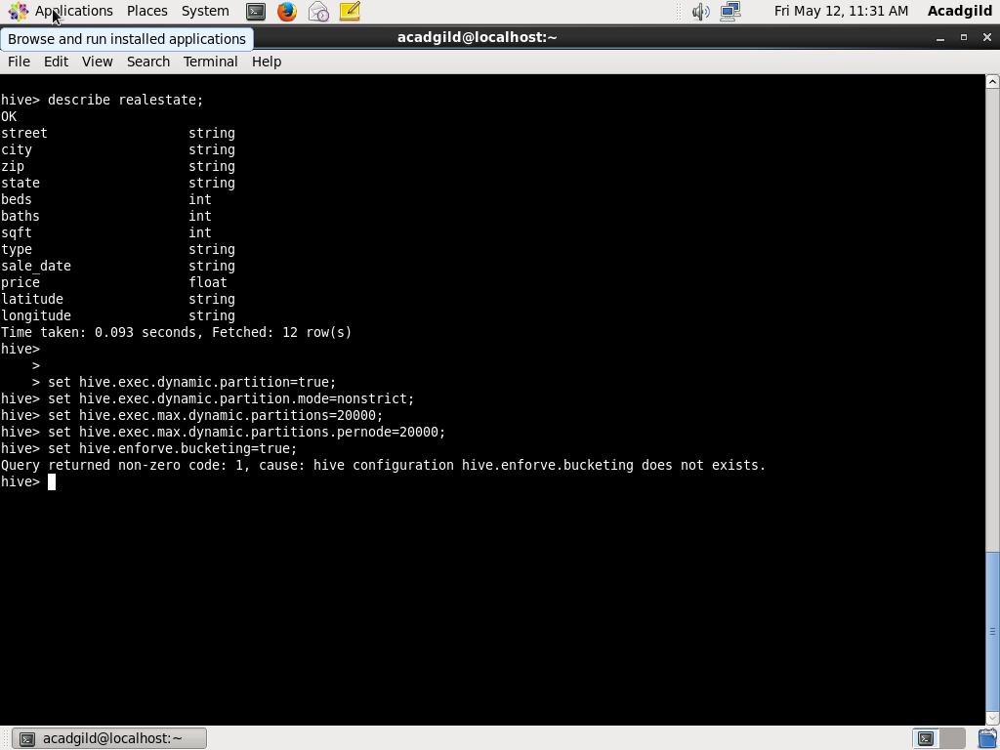 Applications Places System Fri May 12, 11:31 AM Acadgild
Browse and run installed applications
acadgild@localhost:~
File Edit View Search Terminal Help
hive> describe realestate;
OK
street string
city string
zip string
state string
beds int
baths int
sqft int
type string
sale_date string
price float
latitude string
longitude string
Time taken: 0.093 seconds, Fetched: 12 row(s)
hive>
>
> set hive.exec.dynamic.partition=true;
hive> set hive.exec.dynamic.partition.mode=nonstrict;
hive> set hive.exec.max.dynamic.partitions=20000;
hive> set hive.exec.max.dynamic.partitions.pernode=20000;
hive> set hive.enforve.bucketing=true;
Query returned non-zero code: 1, cause: hive configuration hive.enforve.bucketing does not exists.
hive>
acadgild@localhost:~